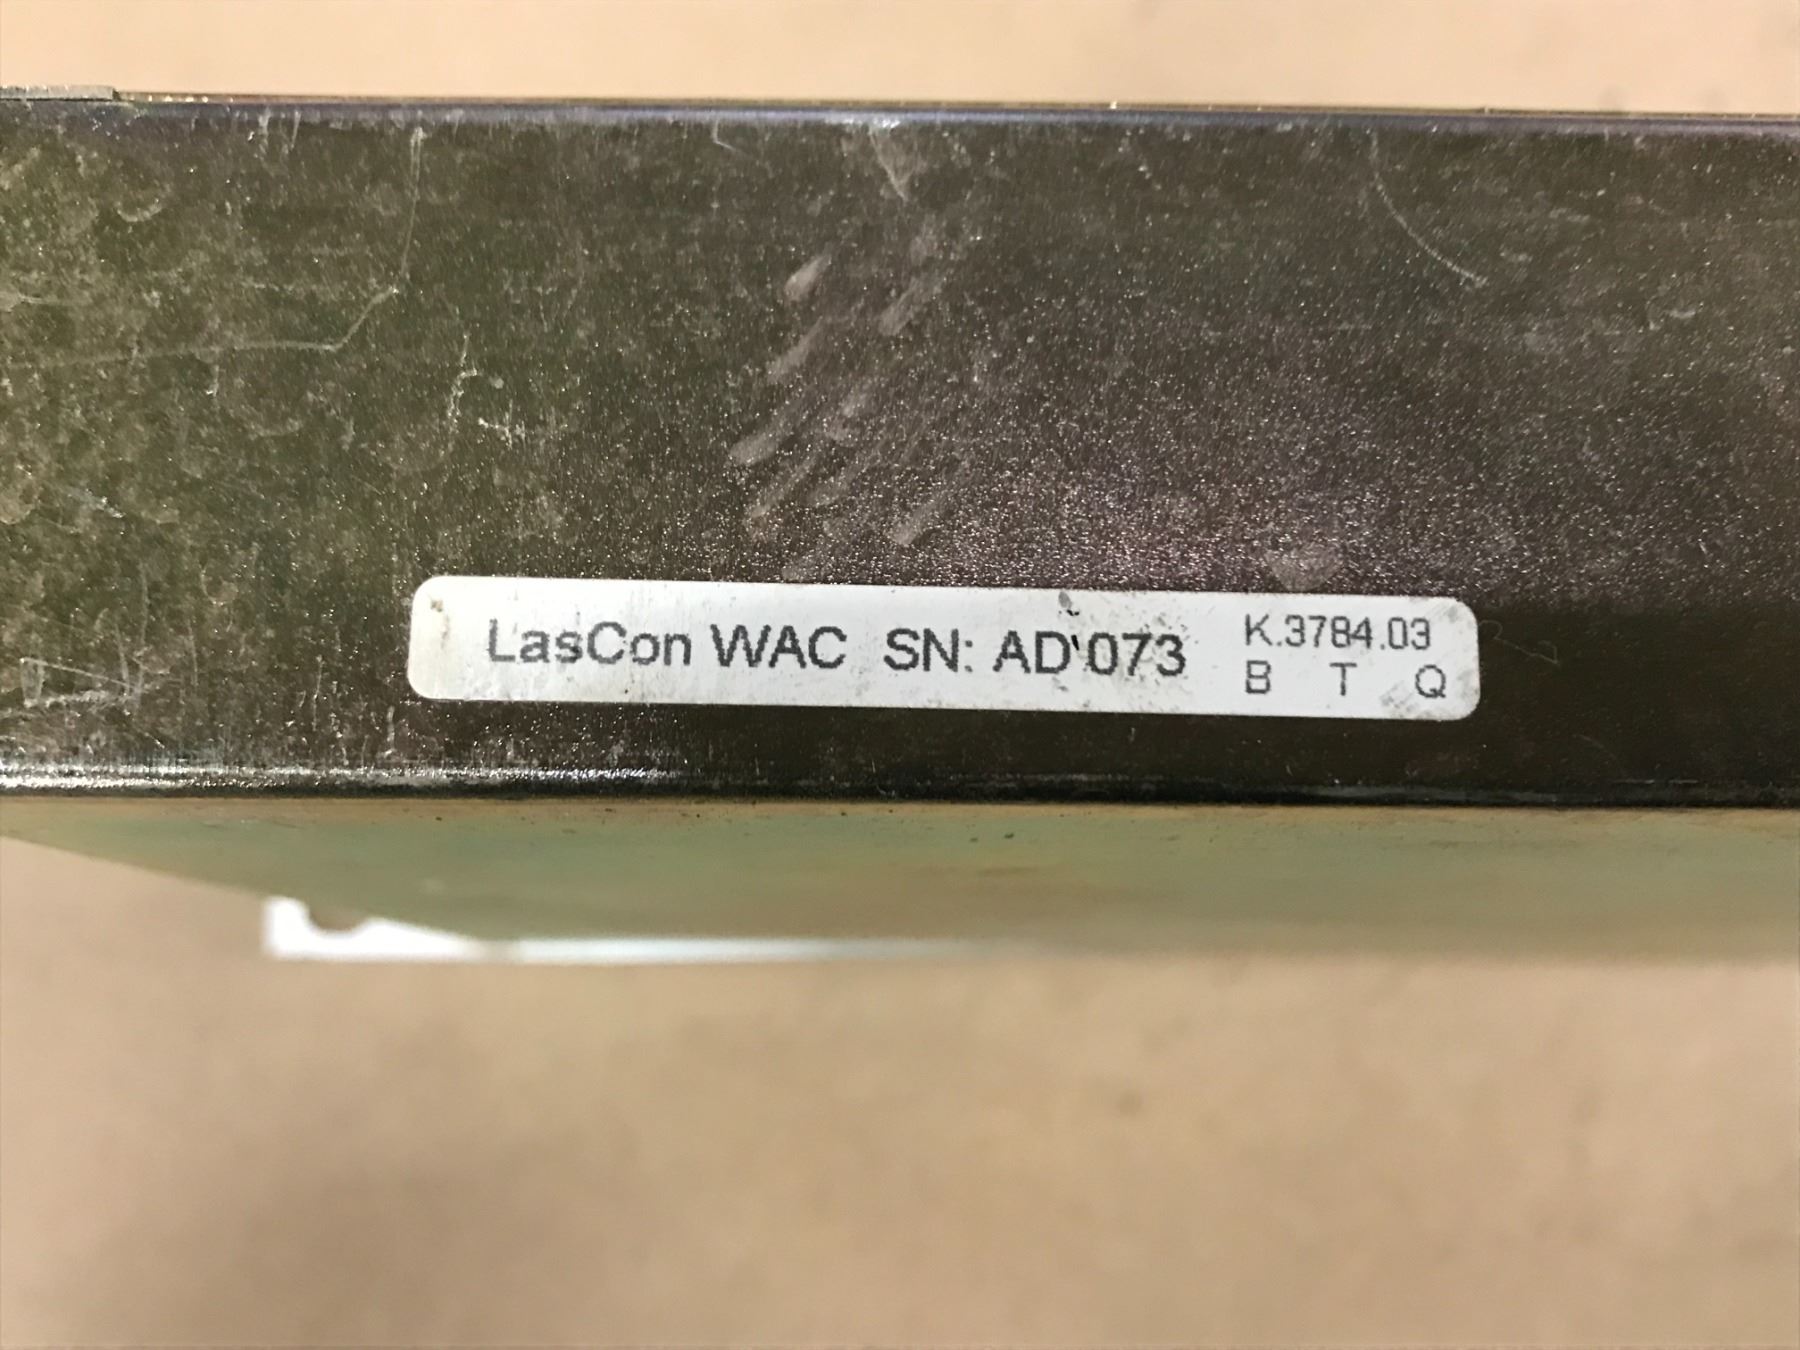 LasCon WAC SN: AD'073
K.3784.03
B T Q